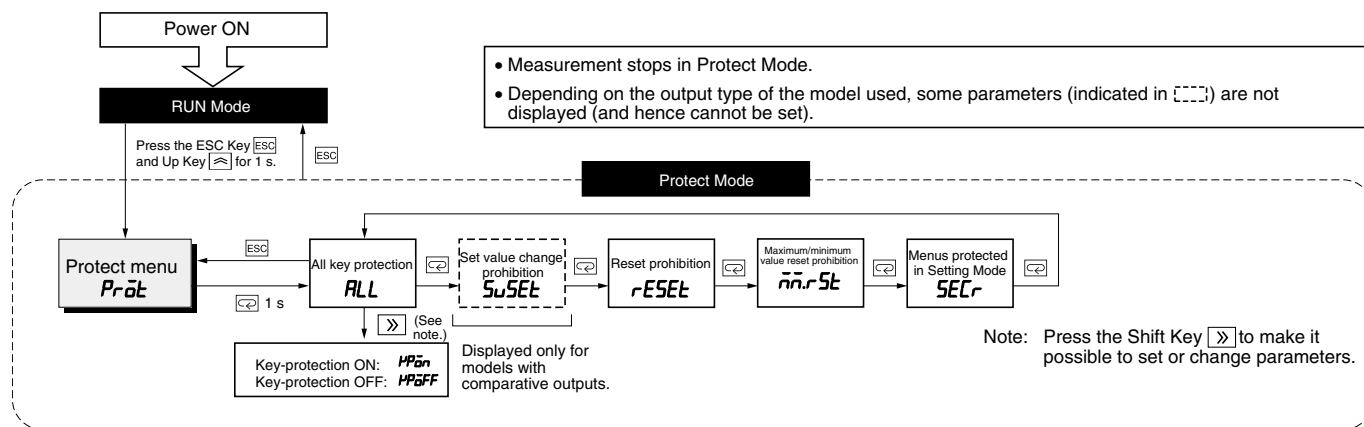 Power ON
RUN Mode
Press the ESC Key ESC
and Up Key for 1 s.
ESC
• Measurement stops in Protect Mode.
• Depending on the output type of the model used, some parameters (indicated in ) are not
displayed (and hence cannot be set).
Protect Mode
Protect menu
Prot
ESC
1 s
All key protection
ALL
Set value change
prohibition
SuSEt
Reset prohibition
rESEt
Maximum/minimum
value reset prohibition
Menus protected
in Setting Mode
SECr
(See
note.)
Key-protection ON: KPon
Key-protection OFF: KPoFF
Displayed only for
models with
comparative outputs.
Note: Press the Shift Key to make it
possible to set or change parameters.